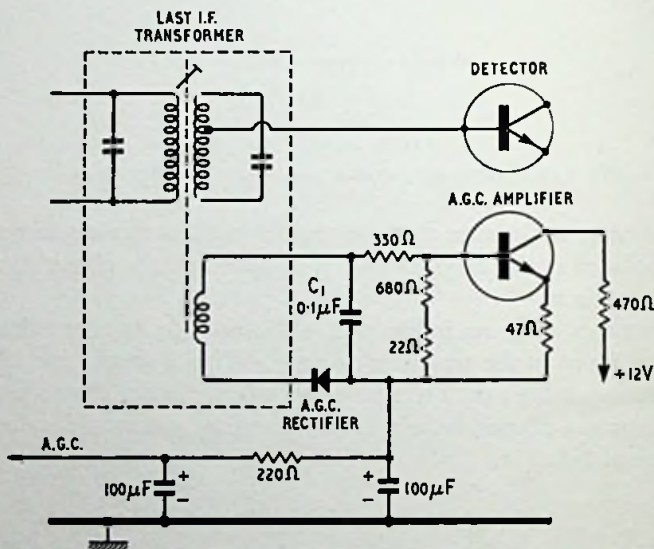 LAST I.F.
TRANSFORMER
DETECTOR
A.G.C. AMPLIFIER
330Ω
C1
0·1μF
680Ω
22Ω
47Ω
470Ω
+12V
A.G.C.
RECTIFIER
A.G.C.
220Ω
100μF
+
−
+
−
100μF